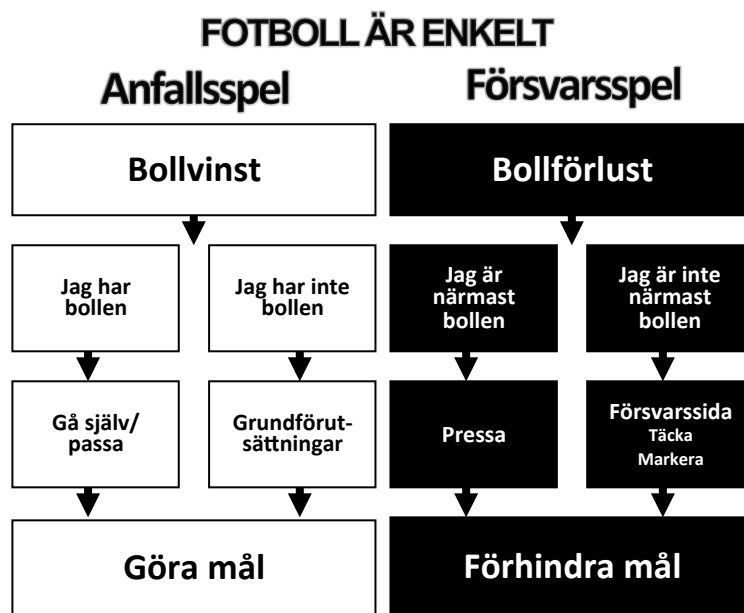 FOTBOLL ÄR ENKELT
Anfallsspel
Försvarsspel
Bollvinst
Bollförlust
Jag har
bollen
Jag har inte
bollen
Jag är
närmast
bollen
Jag är inte
närmast
bollen
Gå själv/
passa
Grundförut-
sättningar
Pressa
Försvarssida
Täcka
Markera
Göra mål
Förhindra mål